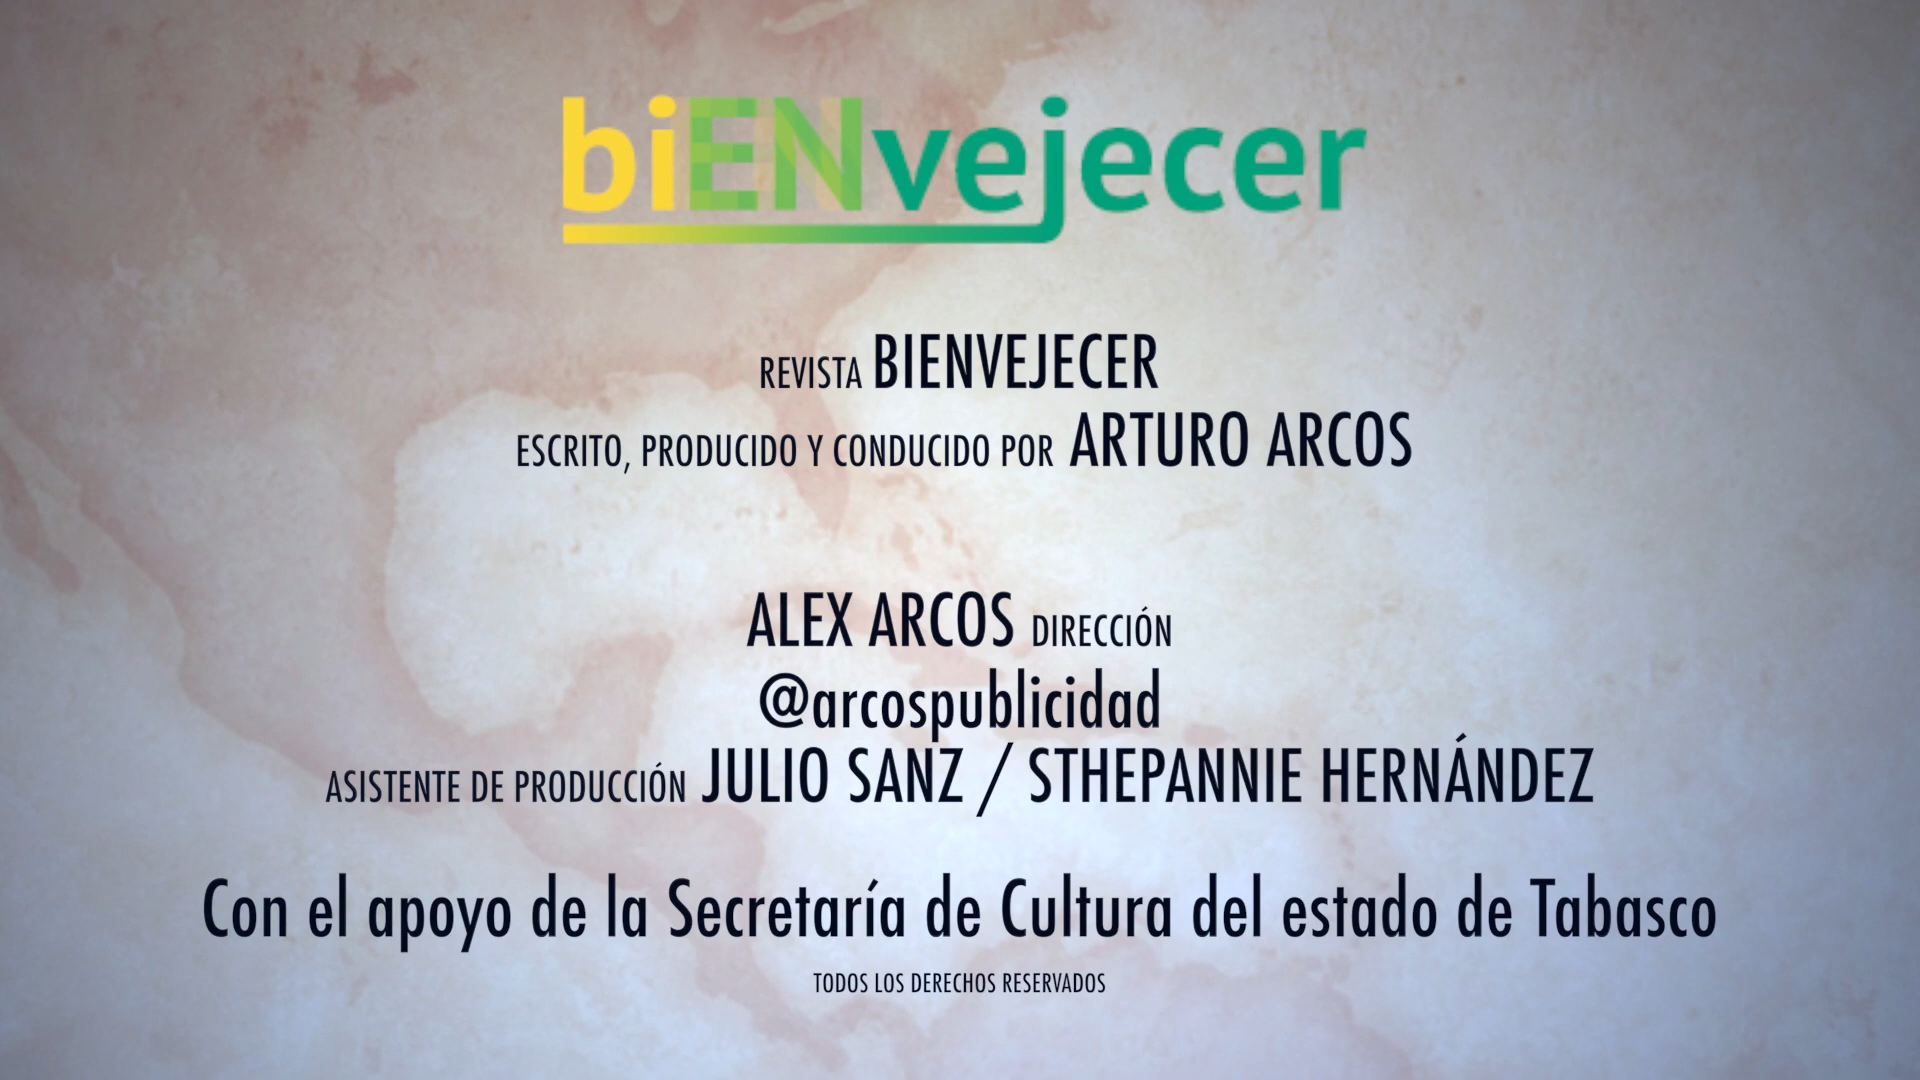 biENvejecer
REVISTA BIENVEJECER
ESCRITO, PRODUCIDO Y CONDUCIDO POR ARTURO ARCOS
ALEX ARCOS DIRECCIÓN
@arcospublicidad
ASISTENTE DE PRODUCCIÓN JULIO SANZ / STHEPANNIE HERNÁNDEZ
Con el apoyo de la Secretaría de Cultura del estado de Tabasco
TODOS LOS DERECHOS RESERVADOS